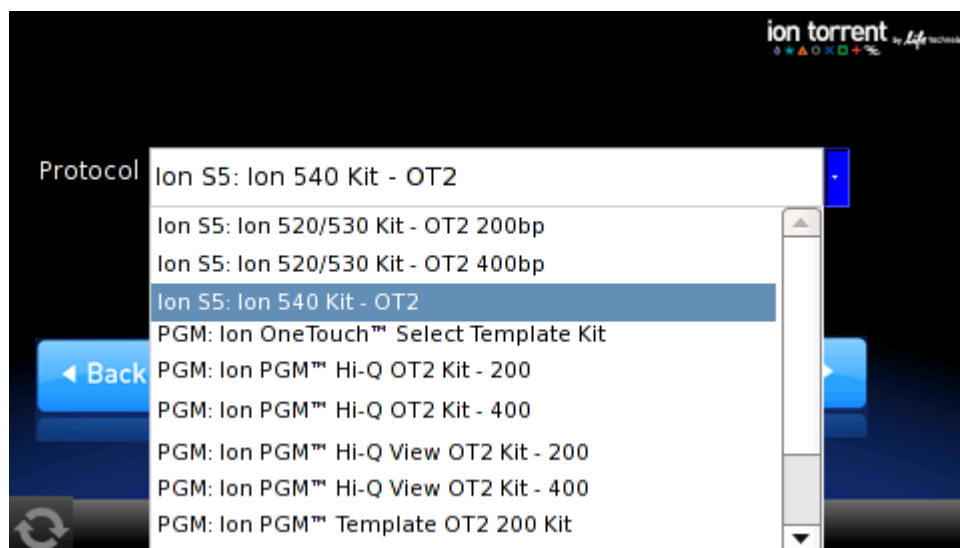 ion torrent
by life
Protocol
Ion S5: Ion 540 Kit - OT2
Ion S5: Ion 520/530 Kit - OT2 200bp
Ion S5: Ion 520/530 Kit - OT2 400bp
Ion S5: Ion 540 Kit - OT2
PGM: Ion OneTouch™ Select Template Kit
Back
PGM: Ion PGM™ Hi-Q OT2 Kit - 200
PGM: Ion PGM™ Hi-Q OT2 Kit - 400
PGM: Ion PGM™ Hi-Q View OT2 Kit - 200
PGM: Ion PGM™ Hi-Q View OT2 Kit - 400
PGM: Ion PGM™ Template OT2 200 Kit